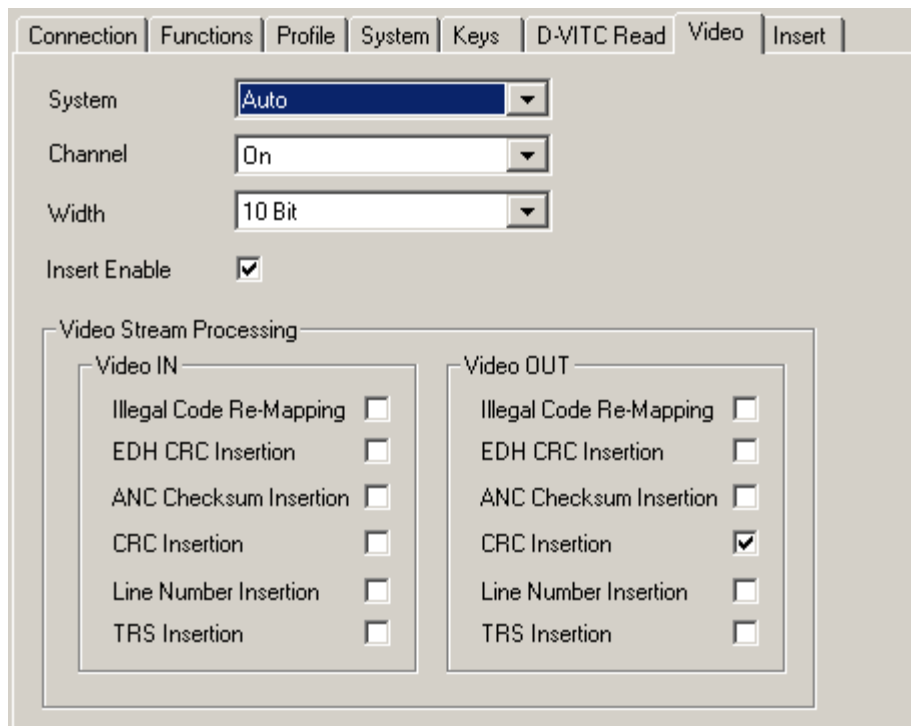 Connection Functions Profile System Keys D-VITC Read Video Insert
System Auto
Channel On
Width 10 Bit
Insert Enable
Video Stream Processing
Video IN
Illegal Code Re-Mapping
EDH CRC Insertion
ANC Checksum Insertion
CRC Insertion
Line Number Insertion
TRS Insertion
Video OUT
Illegal Code Re-Mapping
EDH CRC Insertion
ANC Checksum Insertion
CRC Insertion
Line Number Insertion
TRS Insertion